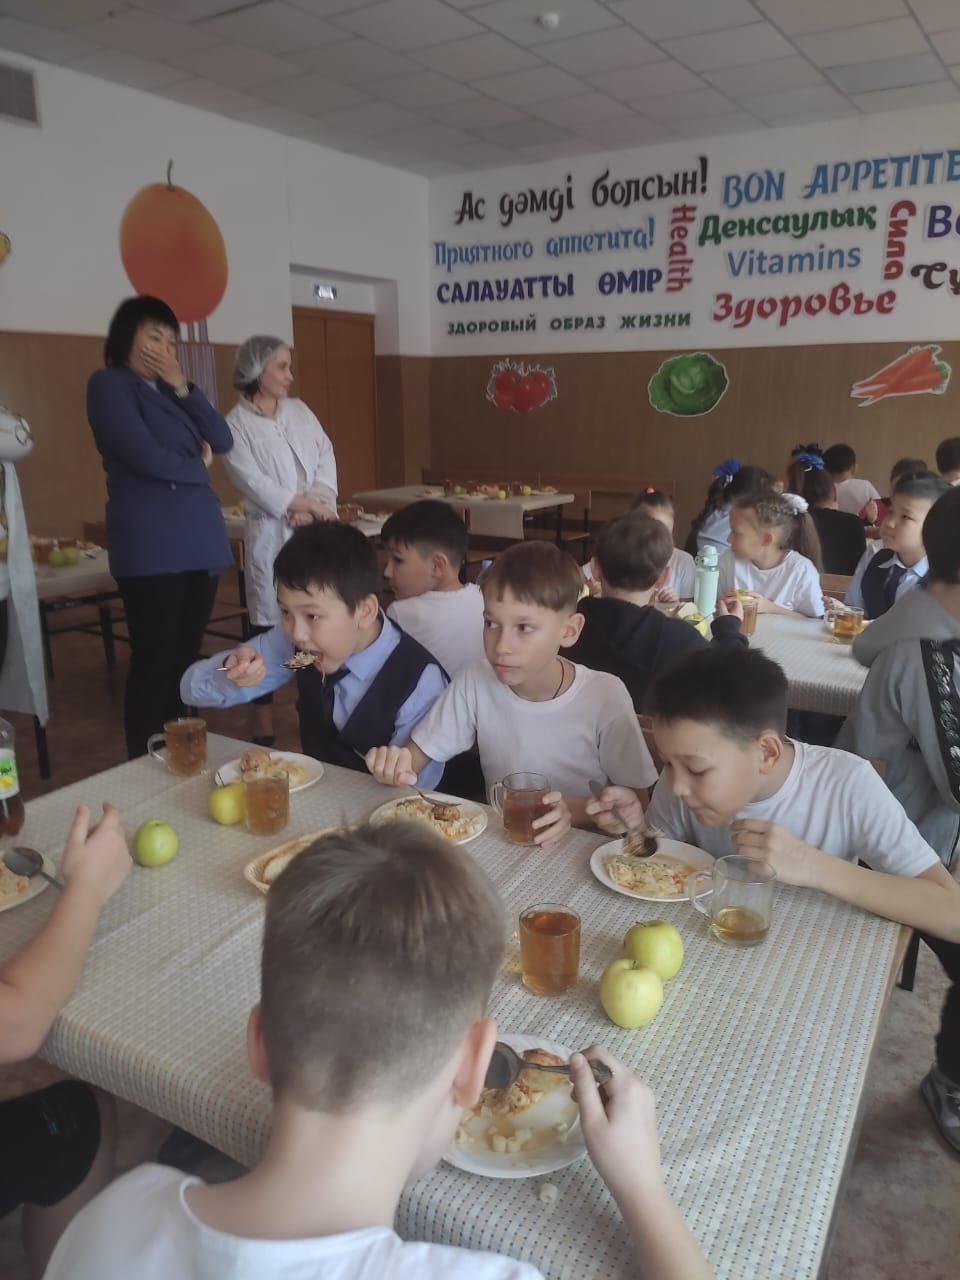 Ас дәмді болсын!
Приятного аппетита!
САЛАУАТТЫ ӨМІР
ЗДОРОВЫЙ ОБРАЗ ЖИЗНИ
Health
BON APPETITE
Денсаулық
Vitamins
Здоровье
Сила